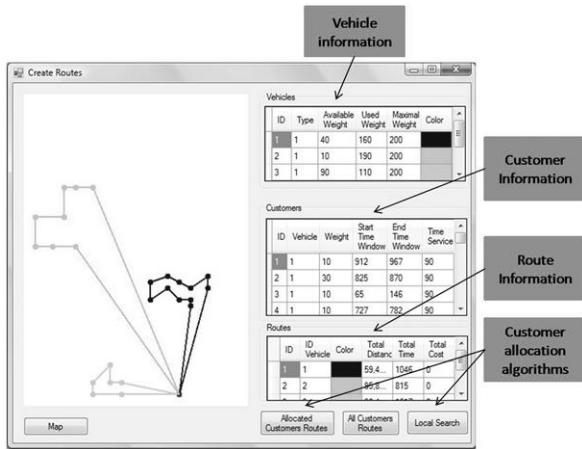 Vehicle
information
Create Routes
Vehicles
ID Type Available Weight Used Weight Maximal Weight Color
1 1 40 160 200
2 1 10 190 200
3 1 90 110 200
Customer
Information
Customers
ID Vehicle Weight Start Time Window End Time Window Time Service
1 1 10 912 967 90
2 1 30 825 870 90
3 1 10 65 146 90
4 1 10 727 782 90
Route
Information
Routes
ID ID Vehicle Color Total Distanc Total Time Total Cost
1 1 59,4... 1046 0
2 2 95,8... 815 0
Customer
allocation
algorithms
Map
Allocated
Customers Routes
All Customers
Routes
Local Search